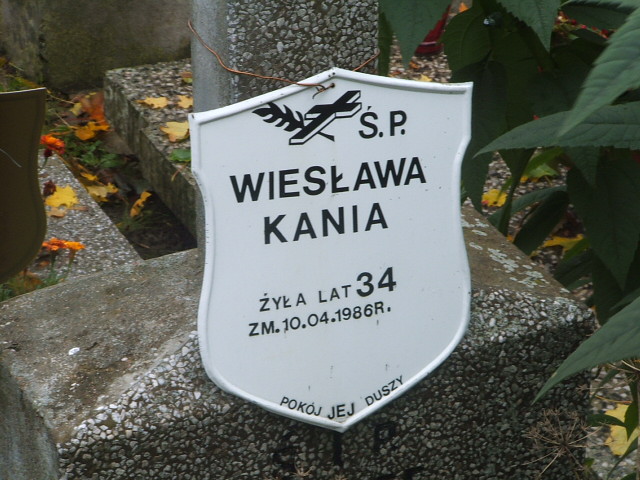 Ś.P.
WIESŁAWA
KANIA
ŻYŁA LAT 34
ZM. 10.04.1986R.
POKÓJ JEJ DUSZY